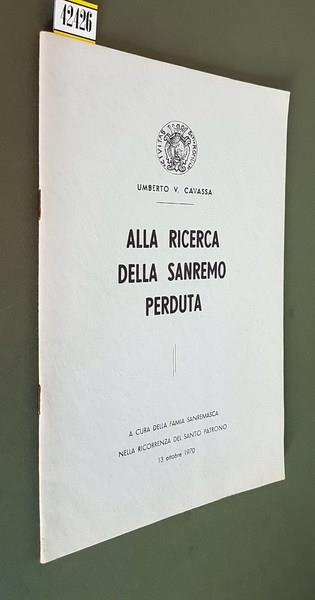 42426
UMBERTO V. CAVASSA
ALLA RICERCA
DELLA SANREMO
PERDUTA
A CURA DELLA FAMIA SANREMASCA
NELLA RICORRENZA DEL SANTO PATRONO
13 ottobre 1970